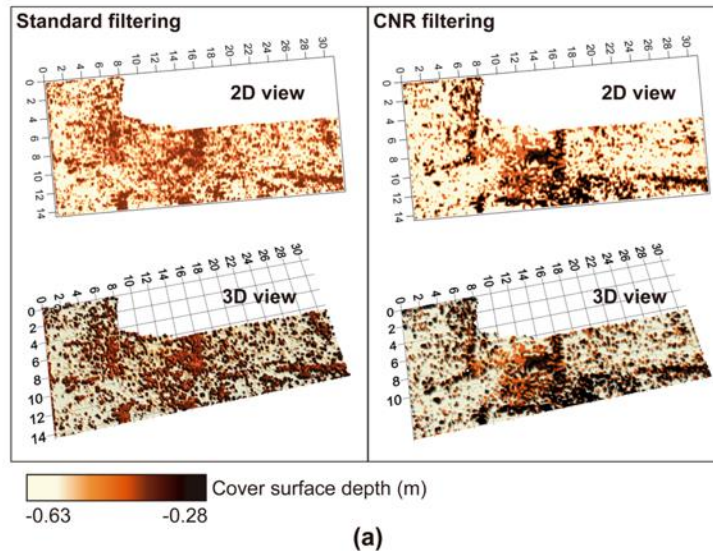 Standard filtering
0 2 4 6 8 10 12 14 16 18 20 22 24 26 28 30
0 2 4 6 8 10 12 14
2D view
CNR filtering
0 2 4 6 8 10 12 14 16 18 20 22 24 26 28 30
0 2 4 6 8 10 12 14
2D view
0 2 4 6 8 10 12 14 16 18 20 22 24 26 28 30
0 2 4 6 8 10 12 14
3D view
0 2 4 6 8 10 12 14 16 18 20 22 24 26 28 30
0 2 4 6 8 10
3D view
Cover surface depth (m)
-0.63 -0.28
(a)